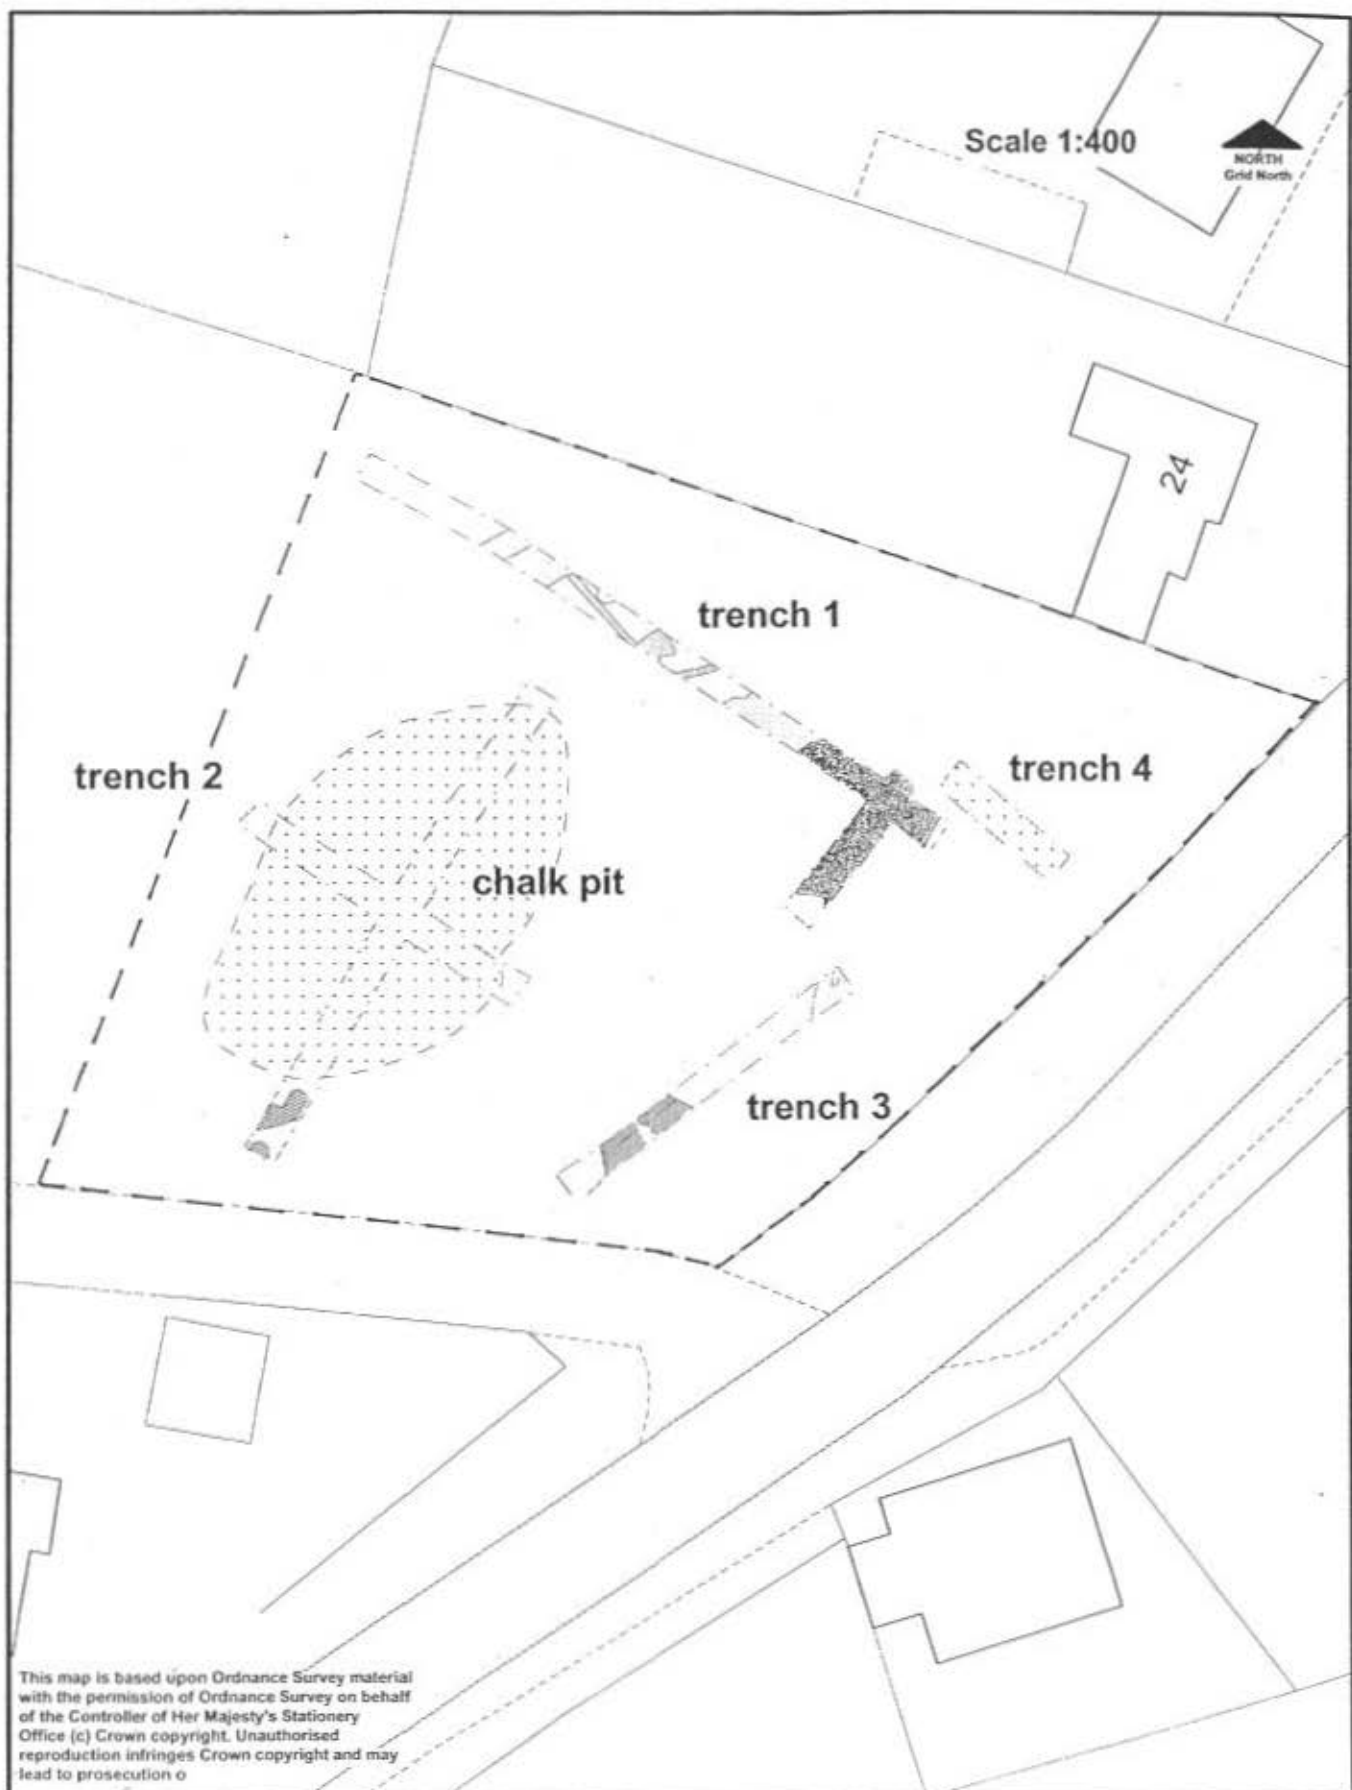 Scale 1:400
NORTH
Grid North
24
trench 1
trench 2
trench 4
chalk pit
trench 3
This map is based upon Ordnance Survey material
with the permission of Ordnance Survey on behalf
of the Controller of Her Majesty's Stationery
Office (c) Crown copyright. Unauthorised
reproduction infringes Crown copyright and may
lead to prosecution o